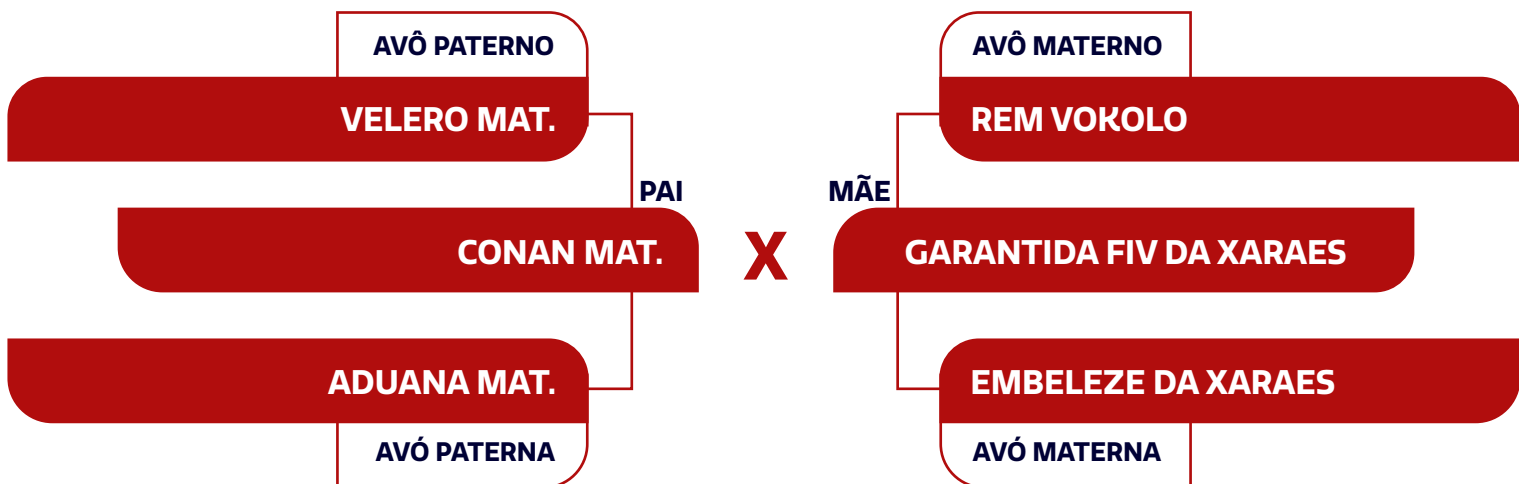 AVÔ PATERNO
VELERO MAT.
PAI
CONAN MAT.
ADUANA MAT.
AVÓ PATERNA
X
AVÔ MATERNO
REM VOKOLO
MÃE
GARANTIDA FIV DA XARAES
EMBELEZE DA XARAES
AVÓ MATERNA